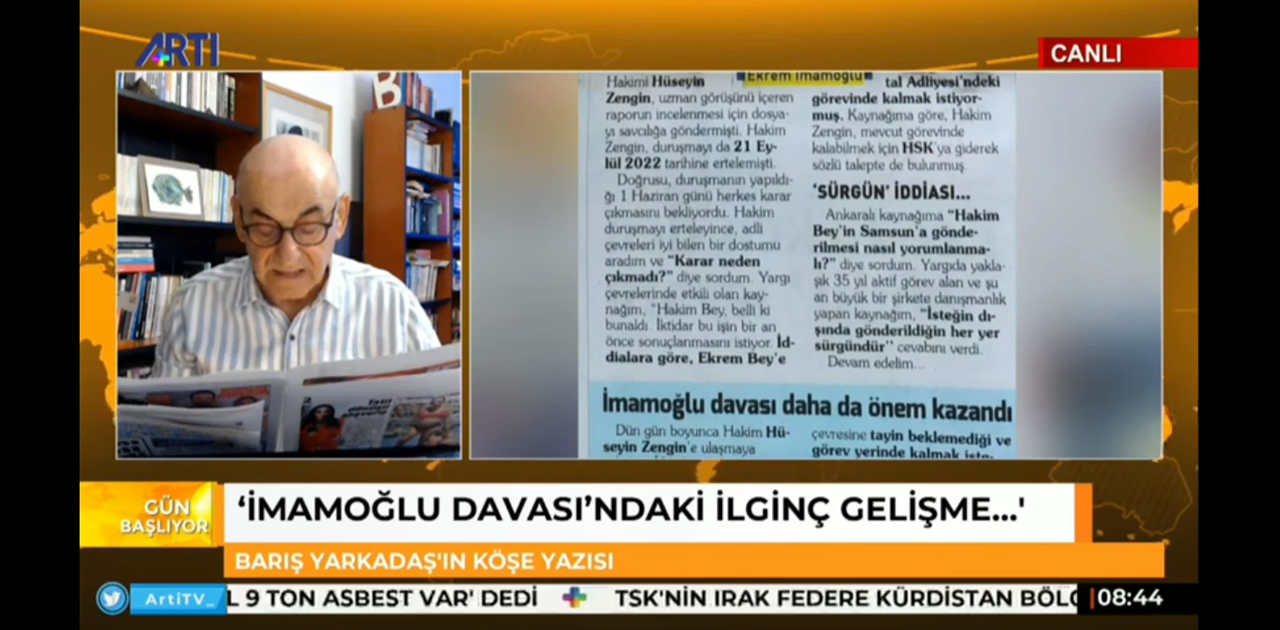 ARTI
CANLI
B
Hakimi Hüseyin
Zengin, uzman görüşünü içeren
raporun incelenmesi için dosya-
yı savcılığa göndermişti. Hakim
Zengin, duruşmayı da 21 Ey-
lül 2022 tarihine ertelemişti.
Doğrusu, duruşmanın yapıldı-
ğı 1 Haziran günü herkes karar
çıkmasını bekliyordu. Hakim
duruşmayı erteleyince, adli
çevreleri iyi bilen bir dostumu
aradım ve "Karar neden
çıkmadı?" diye sordum. Yargı
çevrelerinde etkili olan kay-
nağım, "Hakim Bey, belli ki
bunaldı. İktidar bu işin bir an
önce sonuçlanmasını istiyor. İd-
dialara göre, Ekrem Bey'e
Ekrem İmamoğlu
tal Adliyesi'ndeki
görevinde kalmak istiyor-
muş. Kaynağıma göre, Hakim
Zengin, mevcut görevinde
kalabilmek için HSK'ya giderek
sözlü talepte de bulunmuş.
'SÜRGÜN' İDDİASI...
Ankaralı kaynağıma "Hakim
Bey'in Samsun'a gönde-
rilmesi nasıl yorumlanma-
lı?" diye sordum. Yargıda yakla-
şık 35 yıl aktif görev alan ve şu
an büyük bir şirkete danışmanlık
yapan kaynağım, "İsteğin dı-
şında gönderildiğin her yer
sürgündür" cevabını verdi.
Devam edelim...
İmamoğlu davası daha da önem kazandı
Dün gün boyunca Hakim Hü-
seyin Zengin'e ulaşmaya
çevresine tayin beklemediği ve
görev yerinde kalmak iste-
2
Tatil
GÜN
BAŞLIYOR
'İMAMOĞLU DAVASI'NDAKİ İLGİNÇ GELİŞME...'
BARIŞ YARKADAŞ'IN KÖŞE YAZISI
ArtiTV_
L 9 TON ASBEST VAR' DEDİ
TSK'NİN IRAK FEDERE KÜRDİSTAN BÖLG
08:44